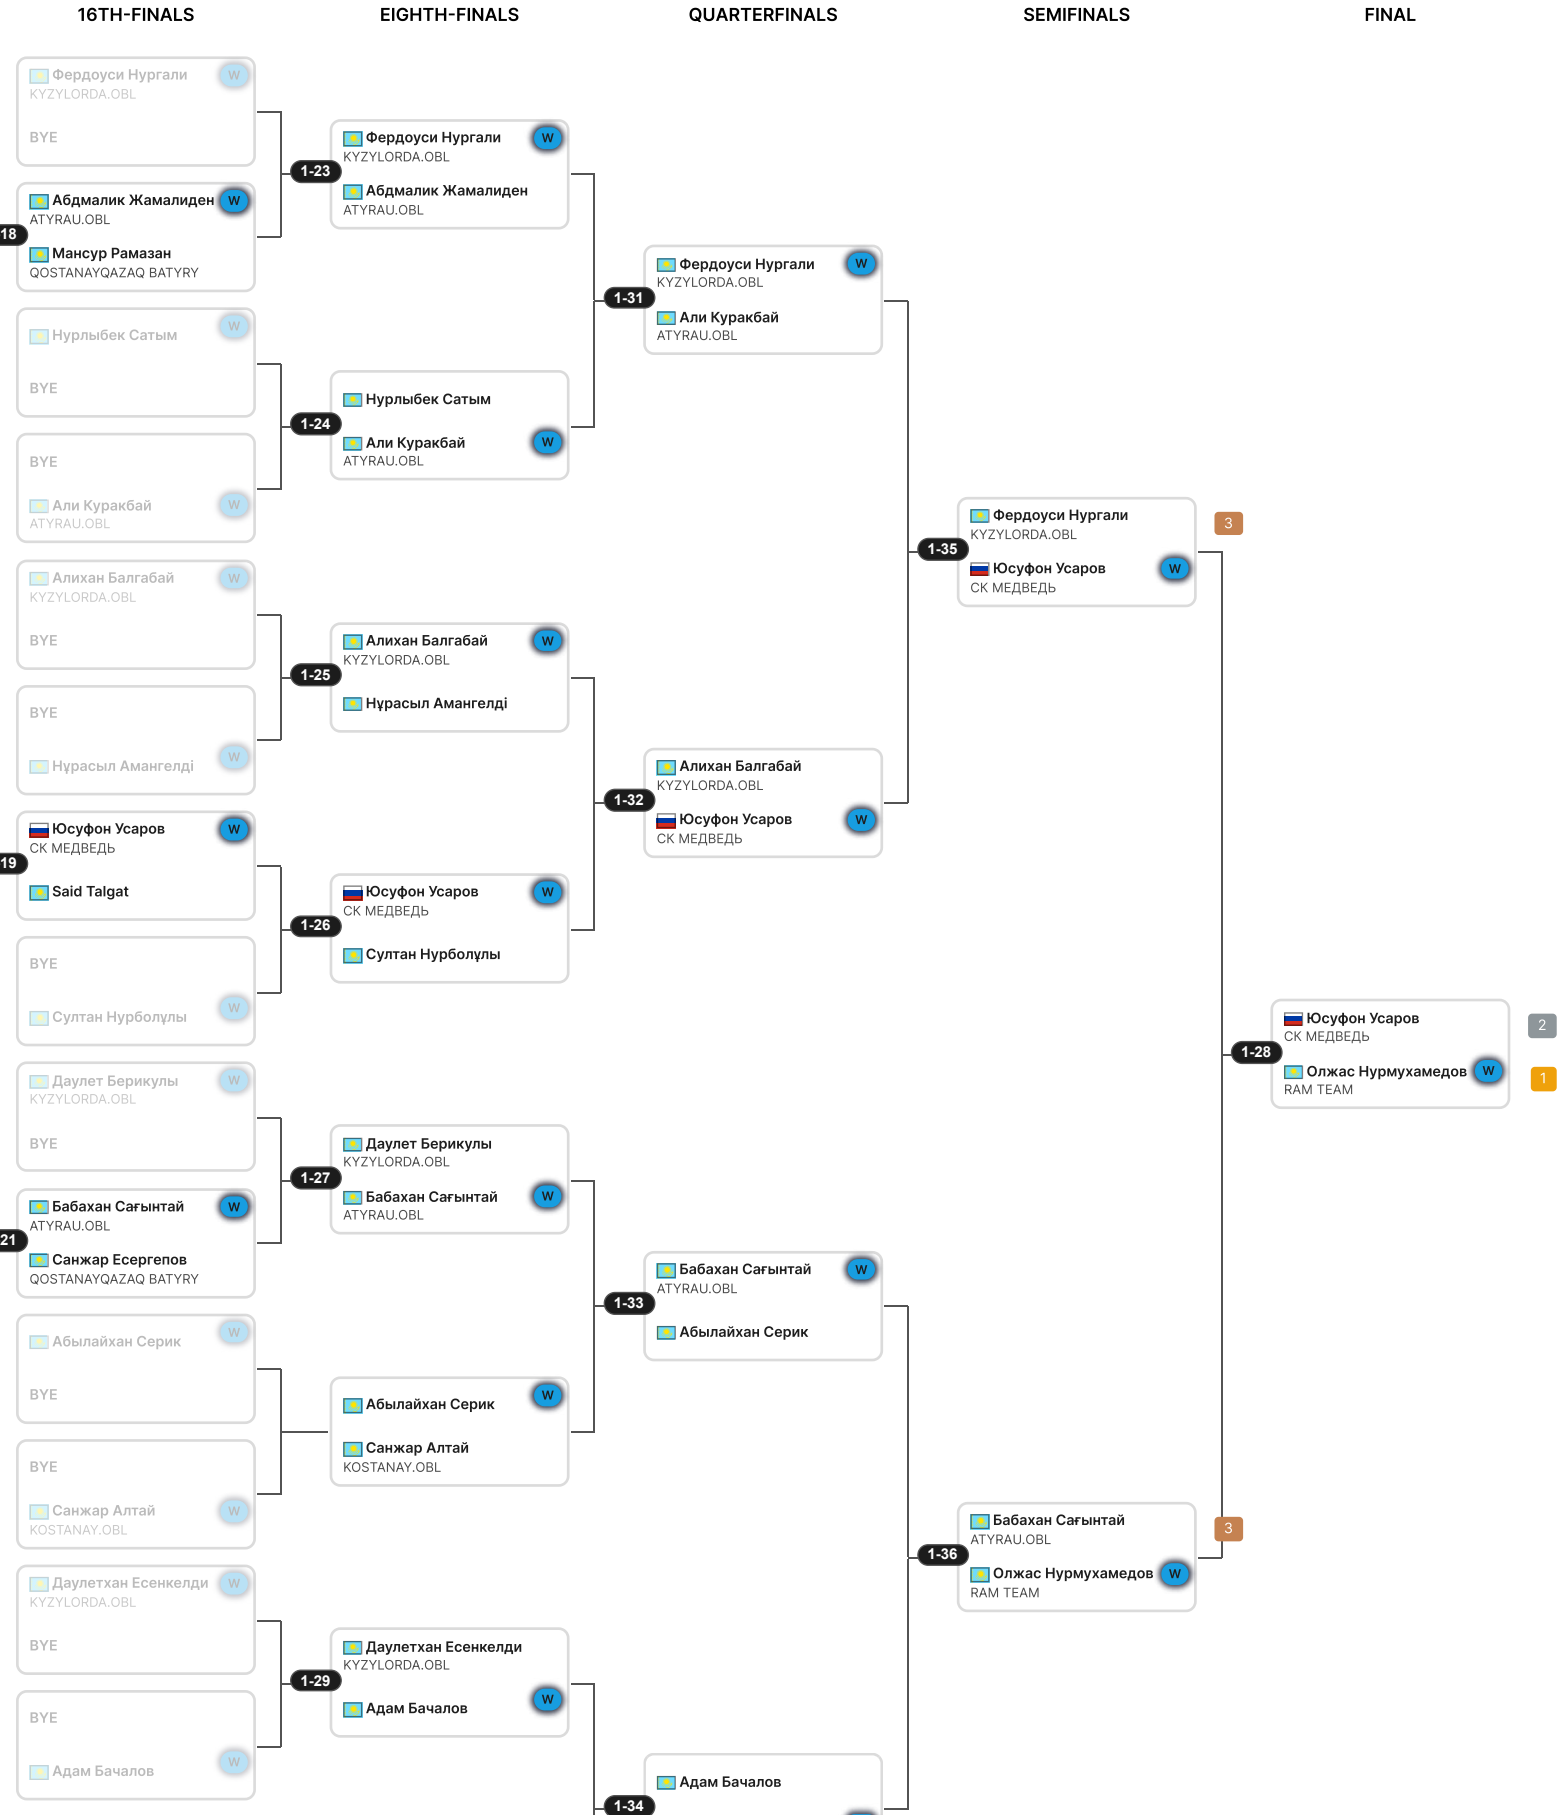 16TH-FINALS
EIGHTH-FINALS
QUARTERFINALS
SEMIFINALS
FINAL
Фердоуси Нургали W
KYZYLORDA.OBL
BYE
18
Абдмалик Жамалиден W
ATYRAU.OBL
Мансур Рамазан
QOSTANAYQAZAQ BATYRY
Нурлыбек Сатым W
BYE
BYE
Али Куракбай W
ATYRAU.OBL
Алихан Балгабай W
KYZYLORDA.OBL
BYE
BYE
Нұрасыл Амангелді W
19
Юсуфон Усаров W
СК МЕДВЕДЬ
Said Talgat
BYE
Султан Нурболұлы W
Даулет Берикулы W
KYZYLORDA.OBL
BYE
21
Бабахан Сағынтай W
ATYRAU.OBL
Санжар Есергепов
QOSTANAYQAZAQ BATYRY
Абылайхан Серик W
BYE
BYE
Санжар Алтай W
KOSTANAY.OBL
Даулетхан Есенкелди W
KYZYLORDA.OBL
BYE
BYE
Адам Бачалов W
1-23
Фердоуси Нургали W
KYZYLORDA.OBL
Абдмалик Жамалиден
ATYRAU.OBL
1-24
Нурлыбек Сатым
Али Куракбай W
ATYRAU.OBL
1-25
Алихан Балгабай W
KYZYLORDA.OBL
Нұрасыл Амангелді
1-26
Юсуфон Усаров W
СК МЕДВЕДЬ
Султан Нурболұлы
1-27
Даулет Берикулы
KYZYLORDA.OBL
Бабахан Сағынтай W
ATYRAU.OBL
Абылайхан Серик W
Санжар Алтай
KOSTANAY.OBL
1-29
Даулетхан Есенкелди
KYZYLORDA.OBL
Адам Бачалов W
1-31
Фердоуси Нургали W
KYZYLORDA.OBL
Али Куракбай
ATYRAU.OBL
1-32
Алихан Балгабай
KYZYLORDA.OBL
Юсуфон Усаров W
СК МЕДВЕДЬ
1-33
Бабахан Сағынтай W
ATYRAU.OBL
Абылайхан Серик
1-34
Адам Бачалов
1-35
Фердоуси Нургали 3
KYZYLORDA.OBL
Юсуфон Усаров W
СК МЕДВЕДЬ
1-36
Бабахан Сағынтай 3
ATYRAU.OBL
Олжас Нурмухамедов W
RAM TEAM
1-28
Юсуфон Усаров 2
СК МЕДВЕДЬ
Олжас Нурмухамедов W 1
RAM TEAM